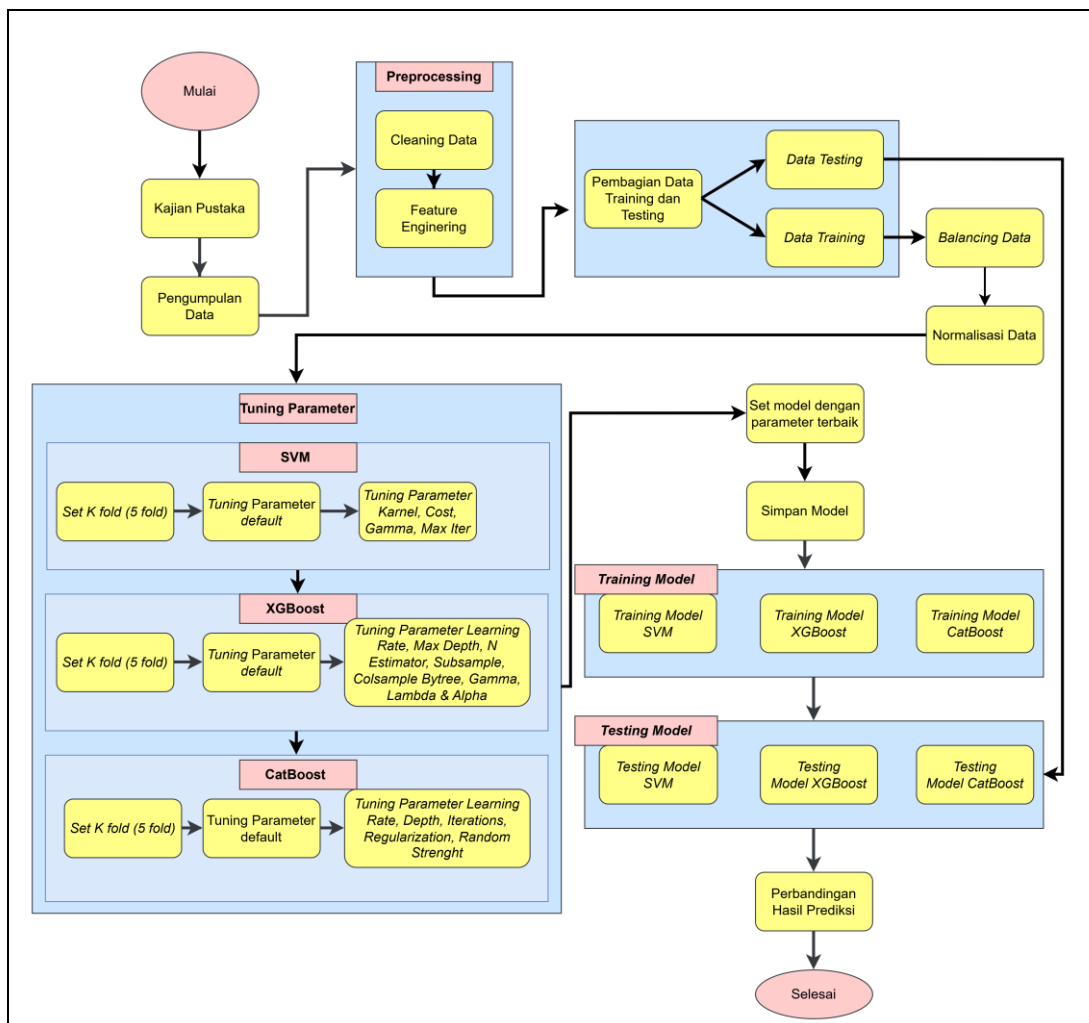 Mulai
Kajian Pustaka
Pengumpulan
Data
Preprocessing
Cleaning Data
Feature
Enginering
Pembagian Data
Training dan
Testing
Data Testing
Data Training
Balancing Data
Normalisasi Data
Tuning Parameter
SVM
Set K fold (5 fold)
Tuning Parameter
default
Tuning Parameter
Karnel, Cost,
Gamma, Max Iter
XGBoost
Set K fold (5 fold)
Tuning Parameter
default
Tuning Parameter Learning
Rate, Max Depth, N
Estimator, Subsample,
Colsample Bytree, Gamma,
Lambda & Alpha
CatBoost
Set K fold (5 fold)
Tuning Parameter
default
Tuning Parameter Learning
Rate, Depth, Iterations,
Regularization, Random
Strenght
Set model dengan
parameter terbaik
Simpan Model
Training Model
Training Model
SVM
Training Model
XGBoost
Training Model
CatBoost
Testing Model
Testing Model
SVM
Testing
Model XGBoost
Testing
Model CatBoost
Perbandingan
Hasil Prediksi
Selesai